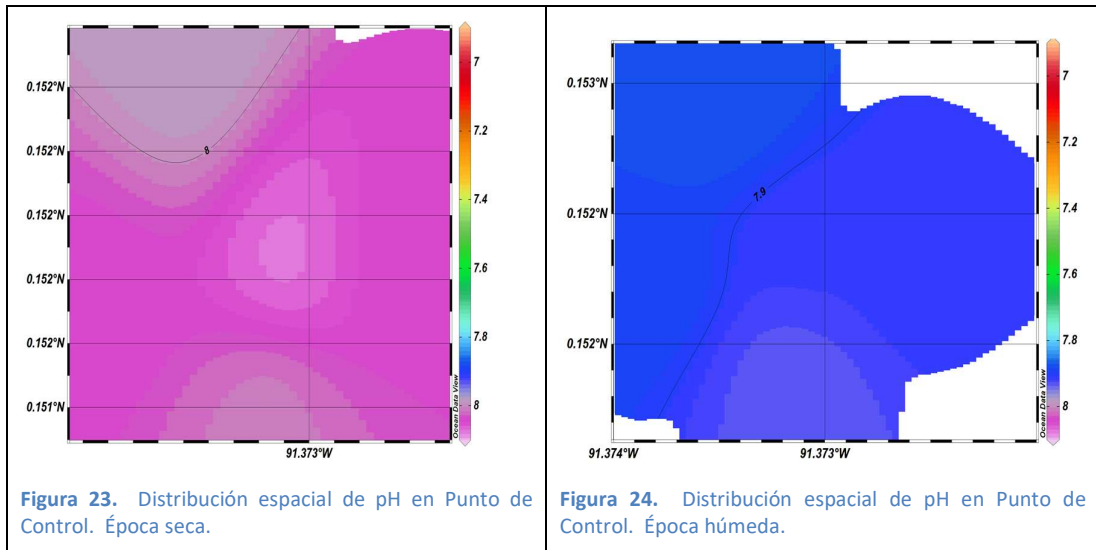 0.152°N
0.152°N
0.152°N
0.152°N
0.152°N
0.151°N
91.373°W
8
7
7.2
7.4
7.6
7.8
8
Ocean Data View
Figura 23. Distribución espacial de pH en Punto de
Control. Época seca.
0.153°N
0.152°N
0.152°N
91.374°W
91.373°W
7.9
7
7.2
7.4
7.6
7.8
8
Ocean Data View
Figura 24. Distribución espacial de pH en Punto de
Control. Época húmeda.